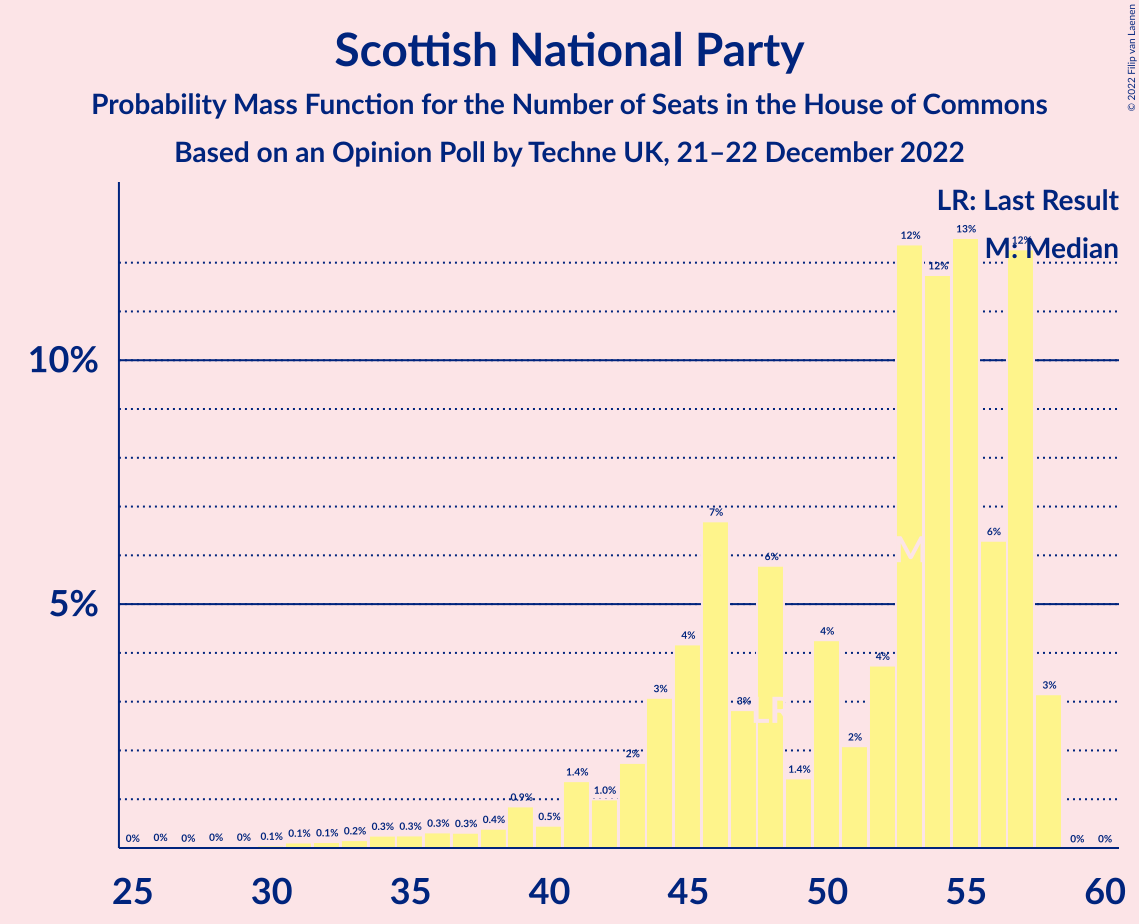 Scottish National Party
Probability Mass Function for the Number of Seats in the House of Commons
Based on an Opinion Poll by Techne UK, 21–22 December 2022
© 2022 Filip van Laenen
LR: Last Result
M: Median
10%
5%
0% 0% 0% 0% 0% 0.1% 0.1% 0.1% 0.2% 0.3% 0.3% 0.3% 0.3% 0.4% 0.9% 0.5% 1.4% 1.0% 2% 3% 4% 7% 3% 6% 1.4% 4% 2% 4% 12% 12% 13% 6% 12% 3% 0% 0%
M
LR
25 30 35 40 45 50 55 60